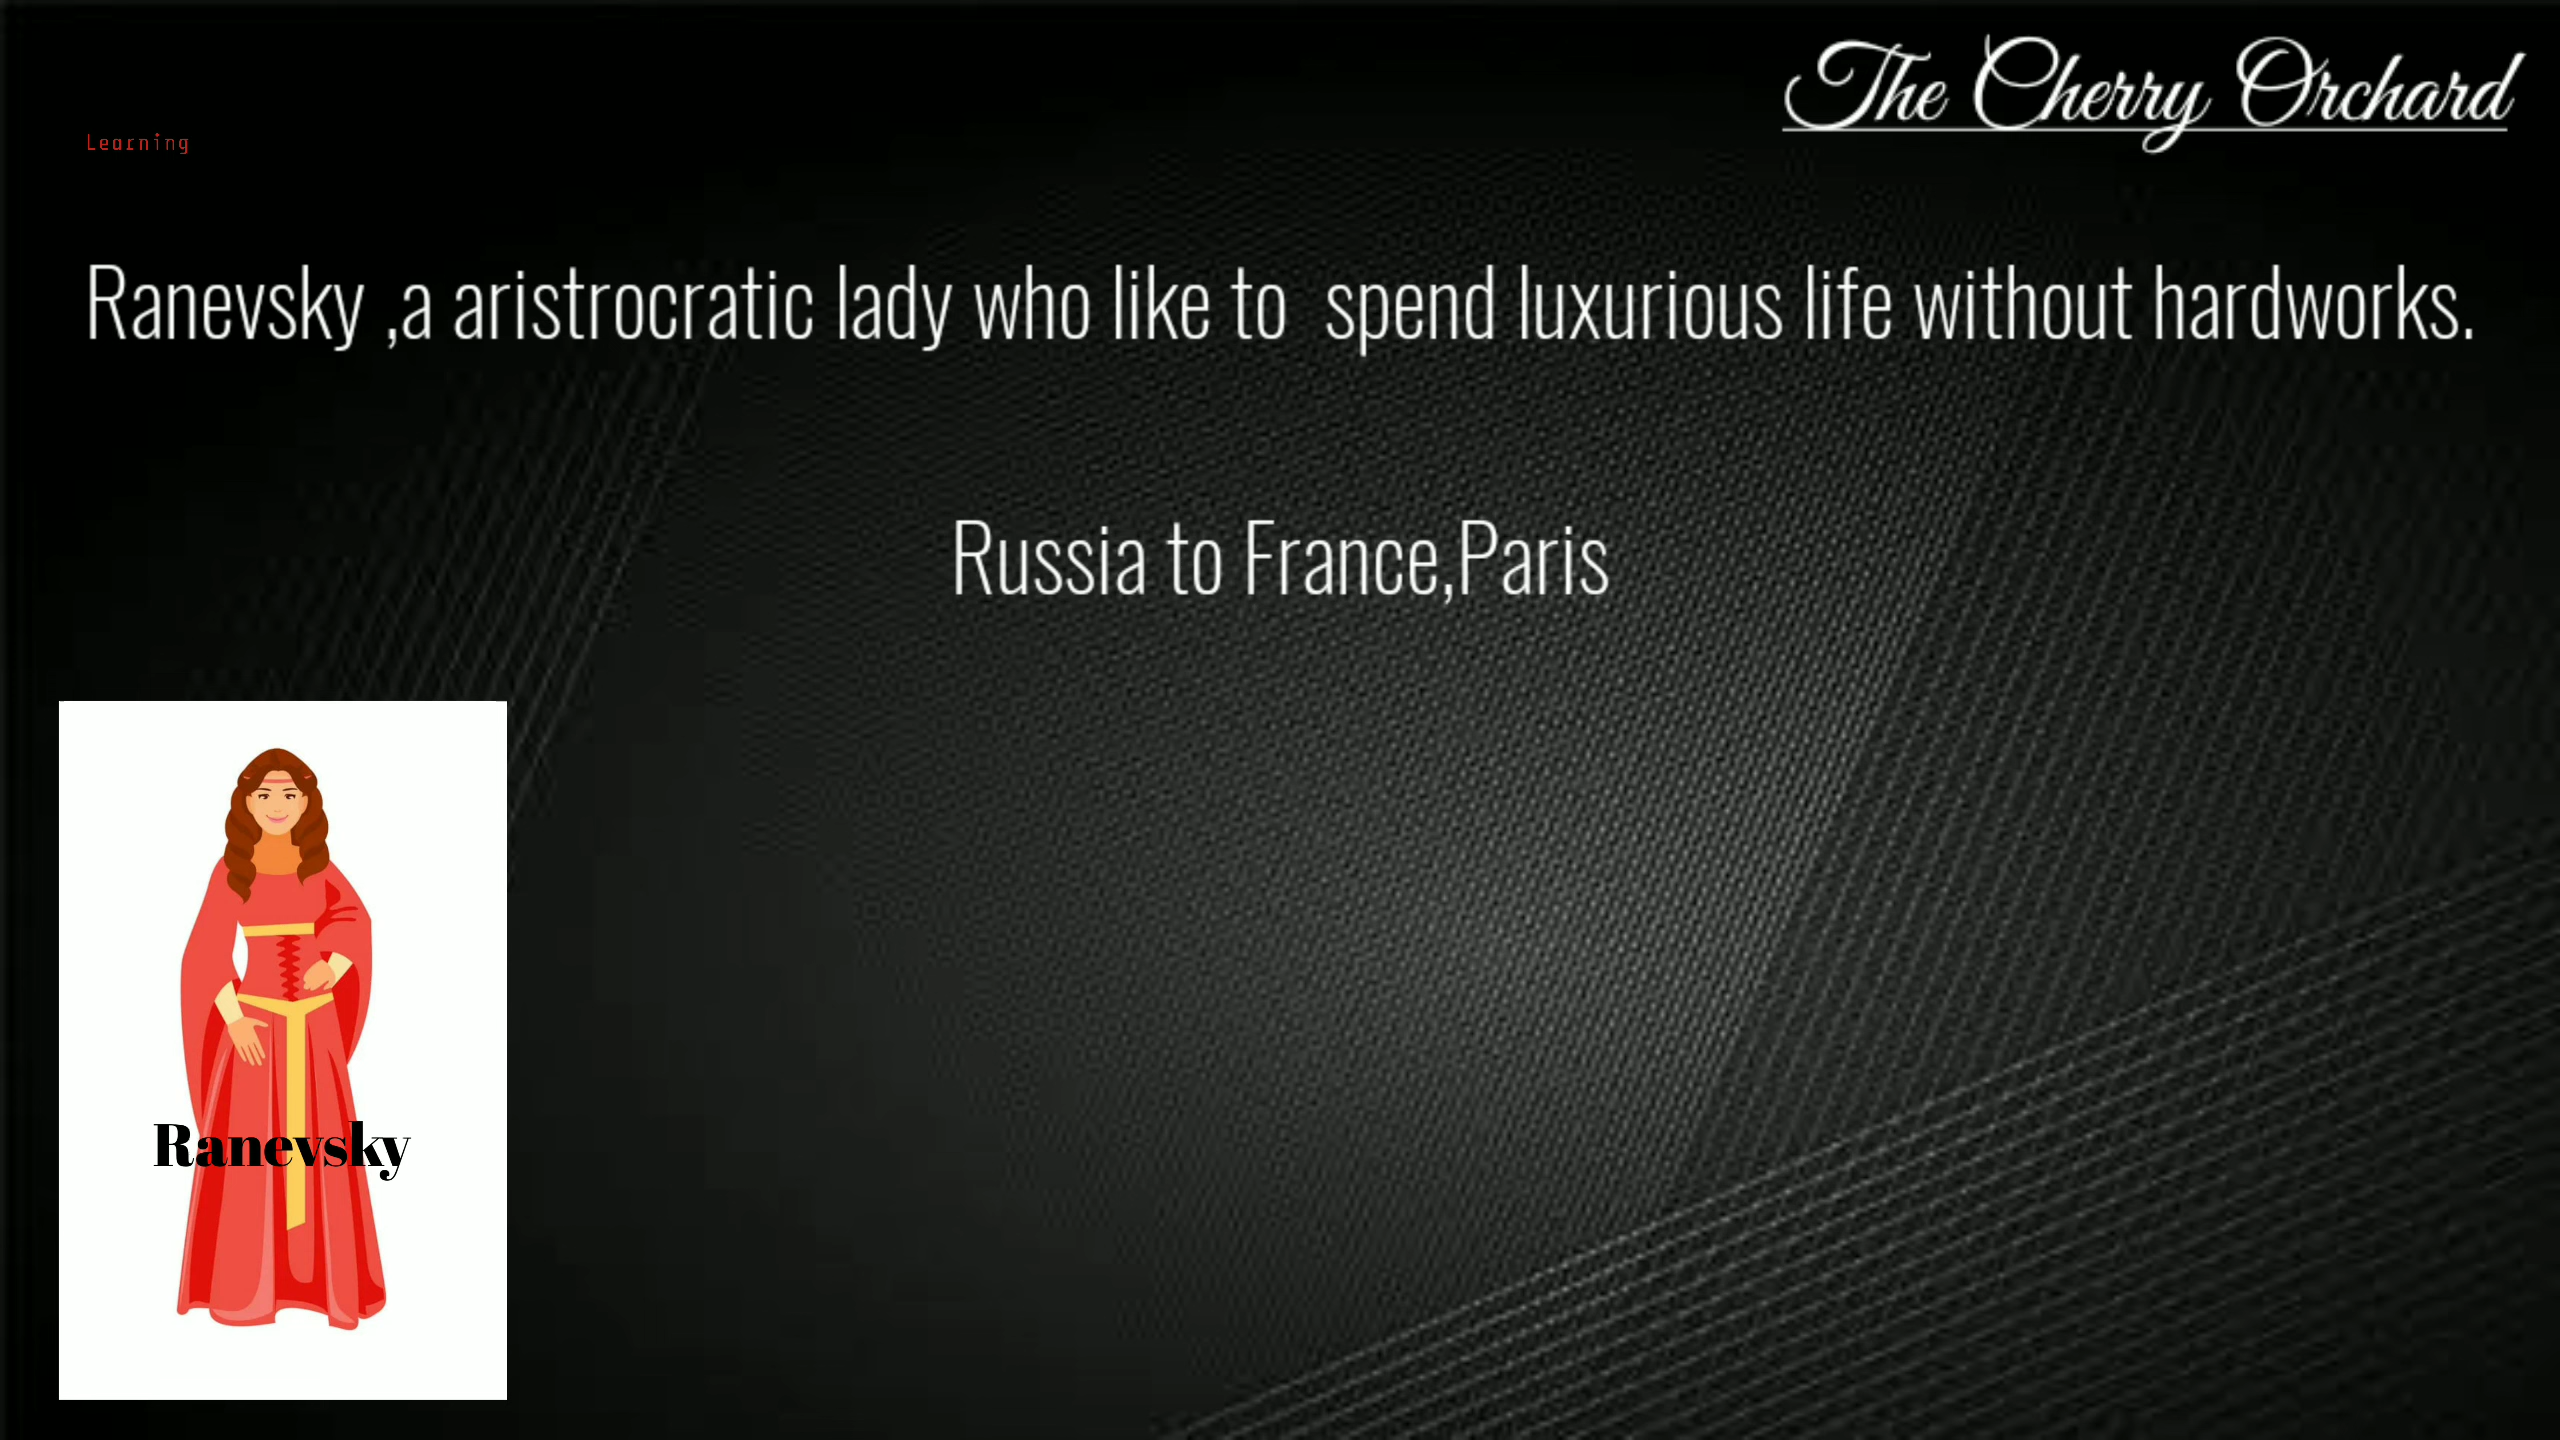 The Cherry Orchard
Learning
Ranevsky ,a aristrocratic lady who like to  spend luxurious life without hardworks.
Russia to France,Paris
Ranevsky